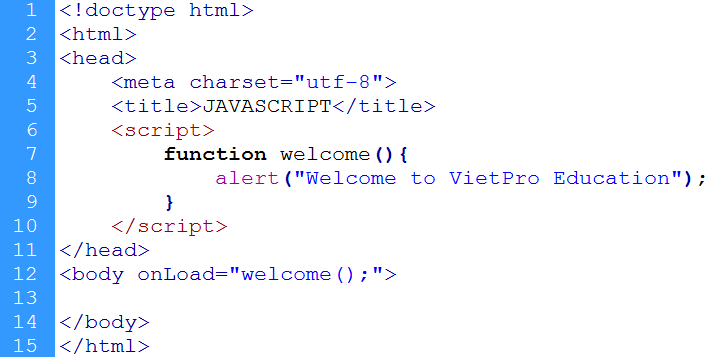 1 <!doctype html>
2 <html>
3 <head>
4     <meta charset="utf-8">
5     <title>JAVASCRIPT</title>
6     <script>
7         function welcome(){
8             alert("Welcome to VietPro Education");
9         }
10     </script>
11 </head>
12 <body onLoad="welcome();">
13
14 </body>
15 </html>